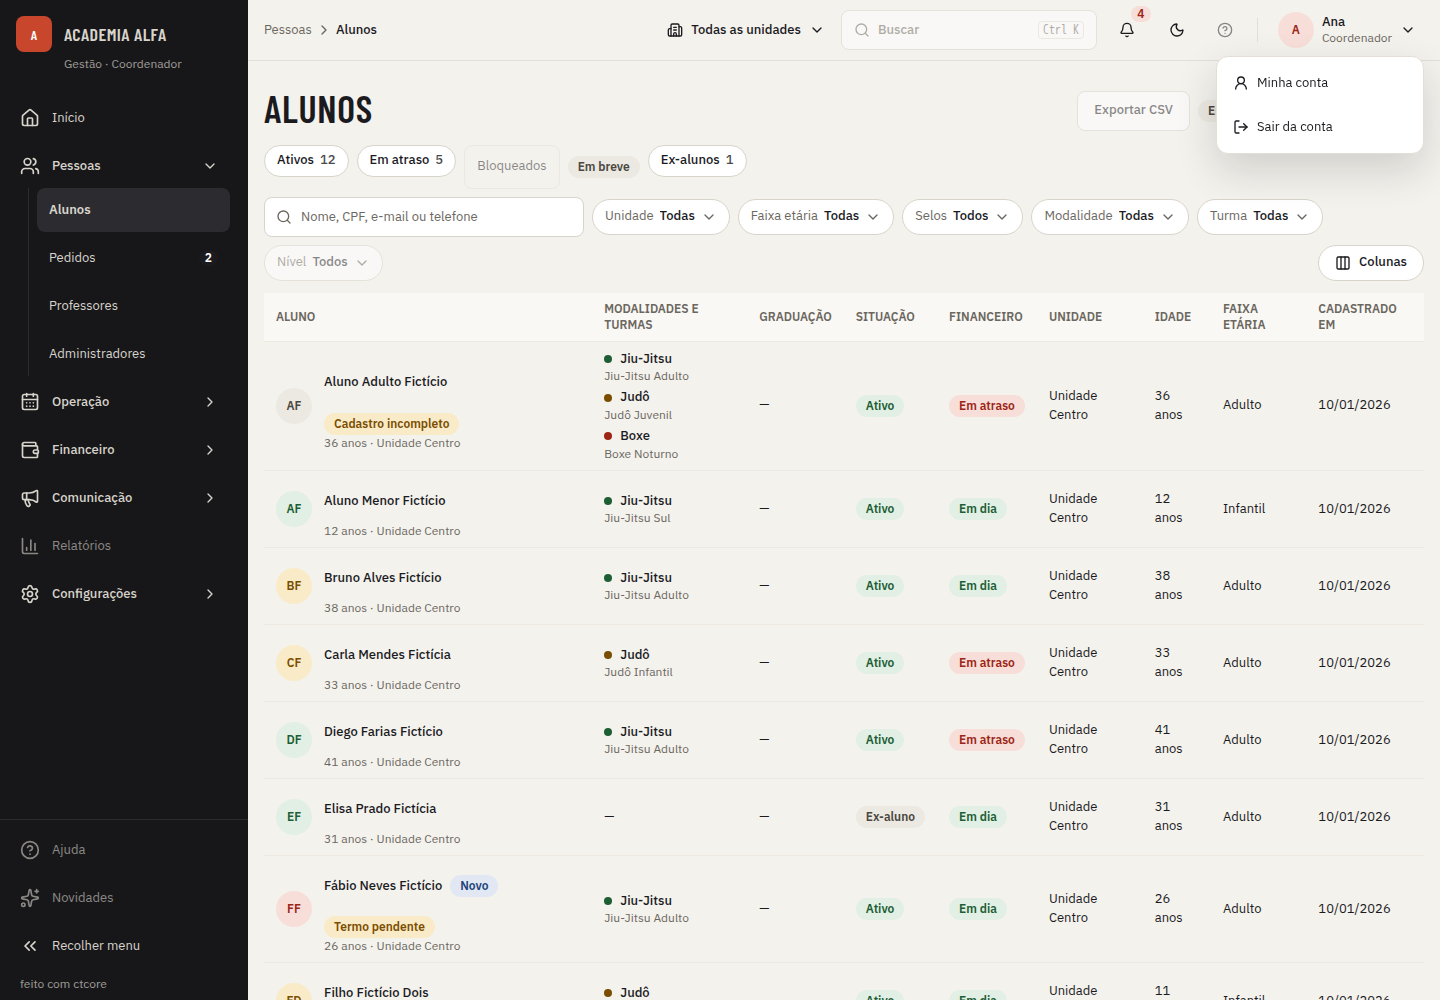 A
ACADEMIA ALFA
Gestão · Coordenador
Início
Pessoas
Alunos
Pedidos 2
Professores
Administradores
Operação
Financeiro
Comunicação
Relatórios
Configurações
Ajuda
Novidades
Recolher menu
feito com ctcore
Pessoas Alunos
Todas as unidades
Buscar Ctrl K
4
A
Ana
Coordenador
Minha conta
Sair da conta
ALUNOS
Exportar CSV
Ativos 12
Em atraso 5
Bloqueados
Em breve
Ex-alunos 1
Nome, CPF, e-mail ou telefone
Unidade Todas
Faixa etária Todas
Selos Todos
Modalidade Todas
Turma Todas
Nível Todos
Colunas
ALUNO
MODALIDADES E
TURMAS
GRADUAÇÃO
SITUAÇÃO
FINANCEIRO
UNIDADE
IDADE
FAIXA
ETÁRIA
CADASTRADO
EM
AF
Aluno Adulto Fictício
Cadastro incompleto
36 anos · Unidade Centro
Jiu-Jitsu
Jiu-Jitsu Adulto
Judô
Judô Juvenil
Boxe
Boxe Noturno
—
Ativo
Em atraso
Unidade
Centro
36
anos
Adulto
10/01/2026
AF
Aluno Menor Fictício
12 anos · Unidade Centro
Jiu-Jitsu
Jiu-Jitsu Sul
—
Ativo
Em dia
Unidade
Centro
12
anos
Infantil
10/01/2026
BF
Bruno Alves Fictício
38 anos · Unidade Centro
Jiu-Jitsu
Jiu-Jitsu Adulto
—
Ativo
Em dia
Unidade
Centro
38
anos
Adulto
10/01/2026
CF
Carla Mendes Fictícia
33 anos · Unidade Centro
Judô
Judô Infantil
—
Ativo
Em atraso
Unidade
Centro
33
anos
Adulto
10/01/2026
DF
Diego Farias Fictício
41 anos · Unidade Centro
Jiu-Jitsu
Jiu-Jitsu Adulto
—
Ativo
Em atraso
Unidade
Centro
41
anos
Adulto
10/01/2026
EF
Elisa Prado Fictícia
31 anos · Unidade Centro
—
—
Ex-aluno
Em dia
Unidade
Centro
31
anos
Adulto
10/01/2026
FF
Fábio Neves Fictício Novo
Termo pendente
26 anos · Unidade Centro
Jiu-Jitsu
Jiu-Jitsu Adulto
—
Ativo
Em dia
Unidade
Centro
26
anos
Adulto
10/01/2026
Filho Fictício Dois
Judô
Ativo
Em dia
Unidade
11
Infantil
10/01/2026